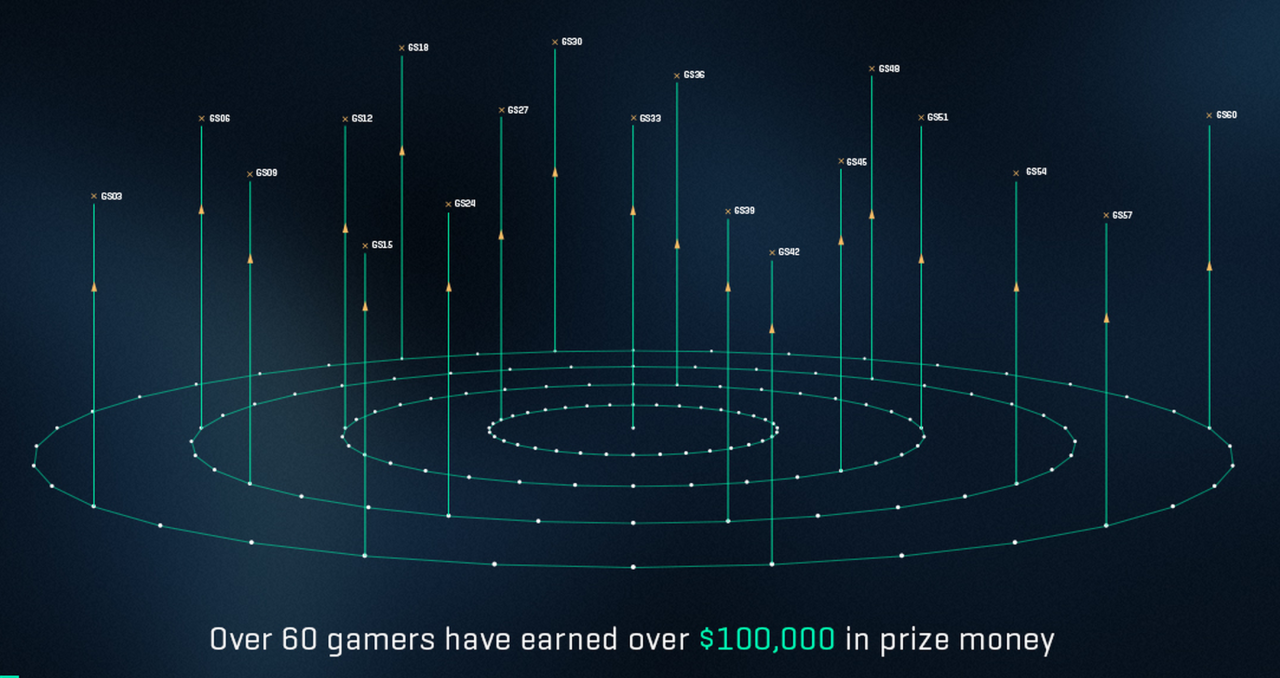 GS30
GS18
GS48
GS36
GS27
GS60
GS51
GS33
GS12
GS06
GS45
GS54
GS09
GS03
GS24
GS39
GS57
GS15
GS42
Over 60 gamers have earned over $100,000 in prize money